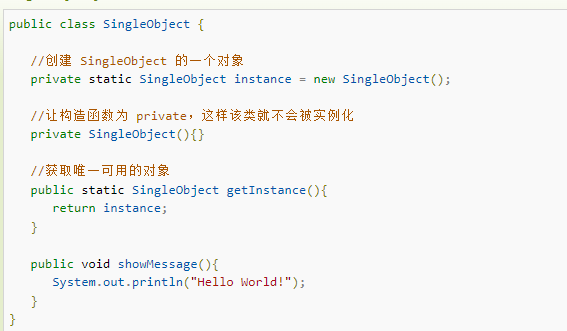 public class SingleObject {
//创建 SingleObject 的一个对象
private static SingleObject instance = new SingleObject();
//让构造函数为 private，这样该类就不会被实例化
private SingleObject(){}
//获取唯一可用的对象
public static SingleObject getInstance(){
return instance;
}
public void showMessage(){
System.out.println("Hello World!");
}
}